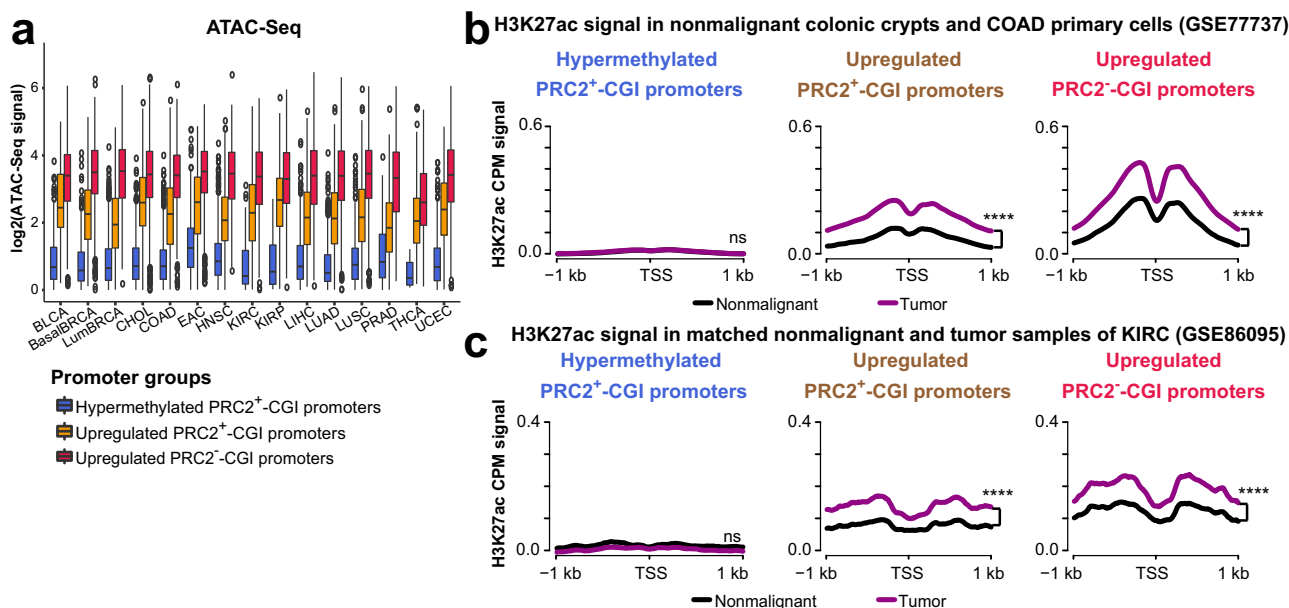 a
ATAC-Seq
log2(ATAC-Seq signal)
6
4
2
0
BLCA
BasalBRCA
LumBRCA
CHOL
COAD
EAC
HNSC
KIRC
KIRP
LIHC
LUAD
LUSC
PRAD
THCA
UCEC
Promoter groups
Hypermethylated PRC2⁺-CGI promoters
Upregulated PRC2⁺-CGI promoters
Upregulated PRC2⁻-CGI promoters
b
H3K27ac signal in nonmalignant colonic crypts and COAD primary cells (GSE77737)
Hypermethylated
PRC2⁺-CGI promoters
Upregulated
PRC2⁺-CGI promoters
Upregulated
PRC2⁻-CGI promoters
H3K27ac CPM signal
0.6
0.0
ns
−1 kb
TSS
1 kb
0.6
0.0
****
−1 kb
TSS
1 kb
0.6
0.0
****
−1 kb
TSS
1 kb
Nonmalignant
Tumor
c
H3K27ac signal in matched nonmalignant and tumor samples of KIRC (GSE86095)
Hypermethylated
PRC2⁺-CGI promoters
Upregulated
PRC2⁺-CGI promoters
Upregulated
PRC2⁻-CGI promoters
H3K27ac CPM signal
0.4
0.0
ns
−1 kb
TSS
1 kb
0.4
0.0
****
−1 kb
TSS
1 kb
0.4
0.0
****
−1 kb
TSS
1 kb
Nonmalignant
Tumor